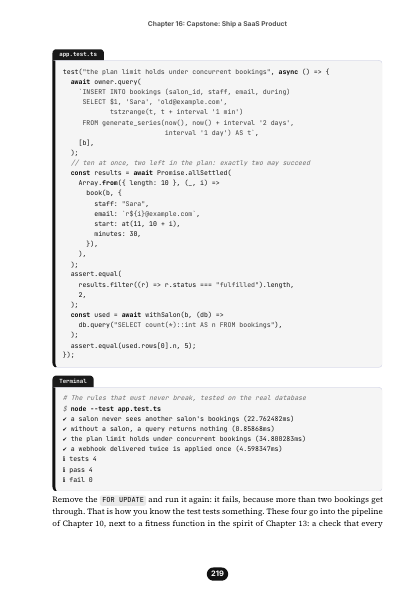 Chapter 16: Capstone: Ship a SaaS Product
app.test.ts
test("the plan limit holds under concurrent bookings", async () => {
  await owner.query(
    `INSERT INTO bookings (salon_id, staff, email, during)
     SELECT $1, 'Sara', 'old@example.com',
            tstzrange(t, t + interval '1 min')
     FROM generate_series(now(), now() + interval '2 days',
                          interval '1 day') AS t`,
    [b],
  );
  // ten at once, two left in the plan: exactly two may succeed
  const results = await Promise.allSettled(
    Array.from({ length: 10 }, (_, i) =>
      book(b, {
        staff: "Sara",
        email: `r${i}@example.com`,
        start: at(11, 10 + i),
        minutes: 30,
      }),
    ),
  );
  assert.equal(
    results.filter((r) => r.status === "fulfilled").length,
    2,
  );
  const used = await withSalon(b, (db) =>
    db.query("SELECT count(*)::int AS n FROM bookings"),
  );
  assert.equal(used.rows[0].n, 5);
});
Terminal
# The rules that must never break, tested on the real database
$ node --test app.test.ts
✔ a salon never sees another salon's bookings (22.762482ms)
✔ without a salon, a query returns nothing (0.85868ms)
✔ the plan limit holds under concurrent bookings (34.800283ms)
✔ a webhook delivered twice is applied once (4.598347ms)
ℹ tests 4
ℹ pass 4
ℹ fail 0
Remove the FOR UPDATE and run it again: it fails, because more than two bookings get
through. That is how you know the test tests something. These four go into the pipeline
of Chapter 10, next to a fitness function in the spirit of Chapter 13: a check that every
219